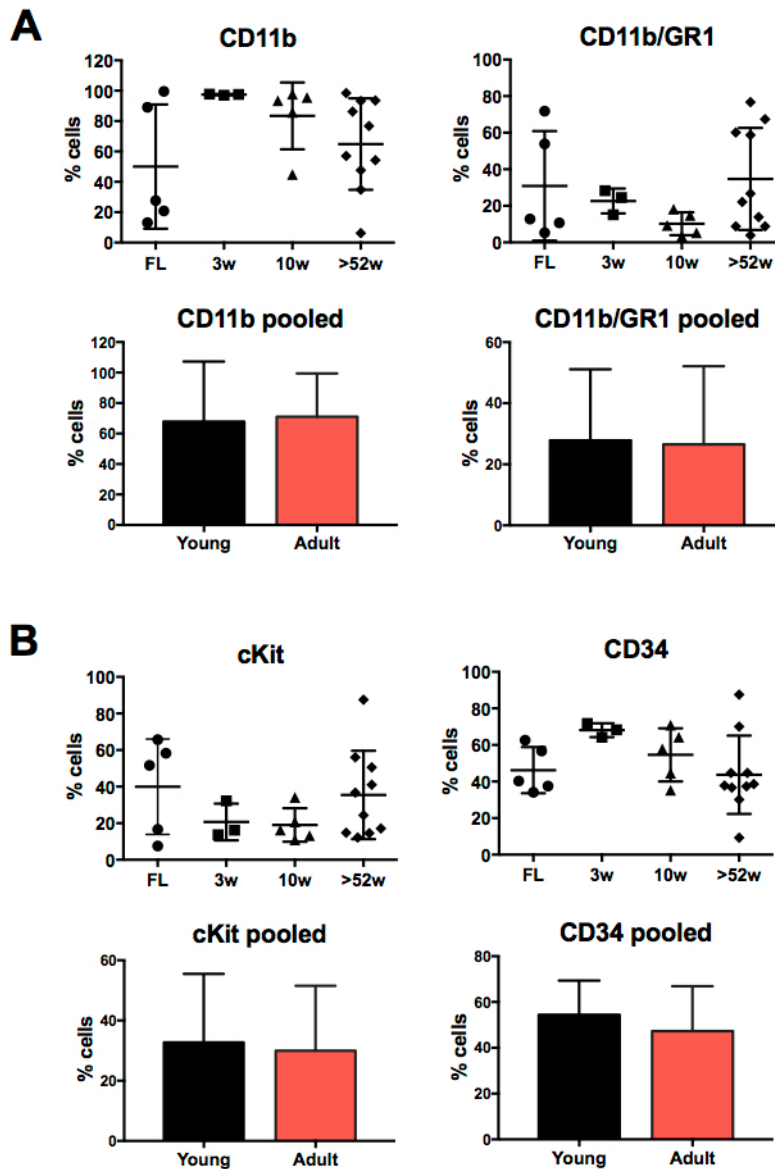 A
CD11b
% cells
120
100
80
60
40
20
0
FL 3w 10w >52w
CD11b/GR1
% cells
100
80
60
40
20
0
FL 3w 10w >52w
CD11b pooled
% cells
120
100
80
60
40
20
0
Young Adult
CD11b/GR1 pooled
% cells
60
40
20
0
Young Adult
B
cKit
% cells
100
80
60
40
20
0
FL 3w 10w >52w
CD34
% cells
100
80
60
40
20
0
FL 3w 10w >52w
cKit pooled
% cells
60
40
20
0
Young Adult
CD34 pooled
% cells
80
60
40
20
0
Young Adult